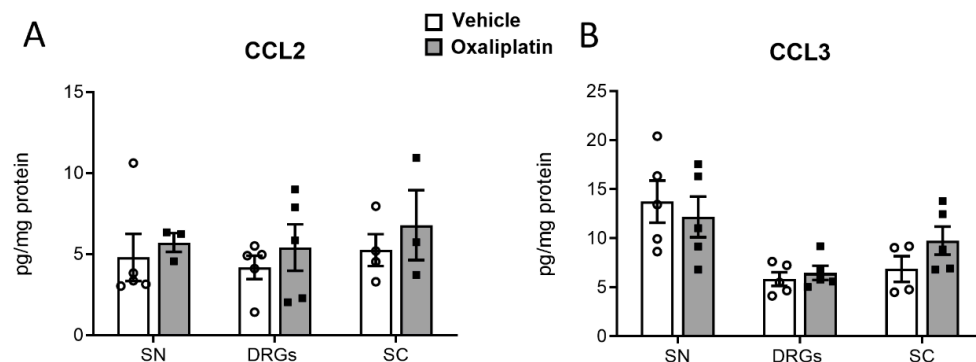 A
CCL2
Vehicle
Oxaliplatin
B
CCL3
pg/mg protein
15
10
5
0
SN DRGs SC
pg/mg protein
25
20
15
10
5
0
SN DRGs SC